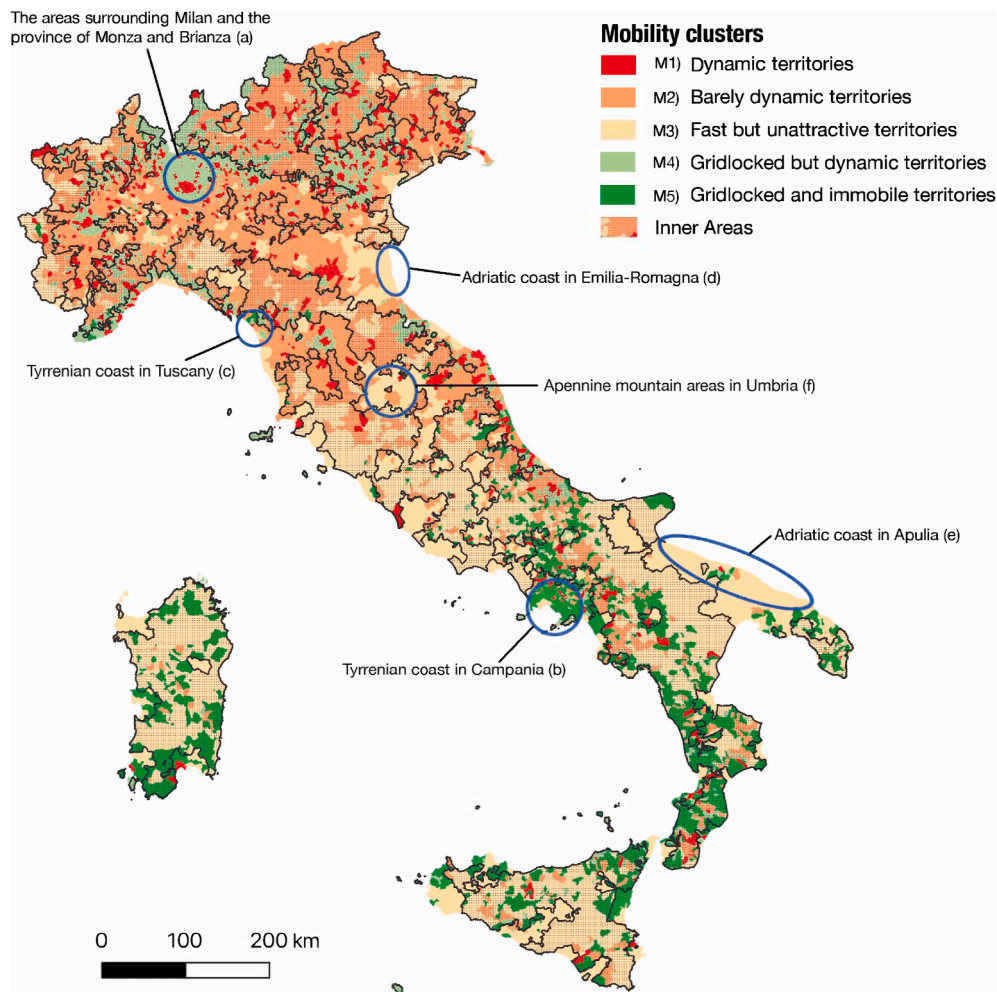 The areas surrounding Milan and the
province of Monza and Brianza (a)
Mobility clusters
M1) Dynamic territories
M2) Barely dynamic territories
M3) Fast but unattractive territories
M4) Gridlocked but dynamic territories
M5) Gridlocked and immobile territories
Inner Areas
Adriatic coast in Emilia-Romagna (d)
Tyrrenian coast in Tuscany (c)
Apennine mountain areas in Umbria (f)
Adriatic coast in Apulia (e)
Tyrrenian coast in Campania (b)
0 100 200 km